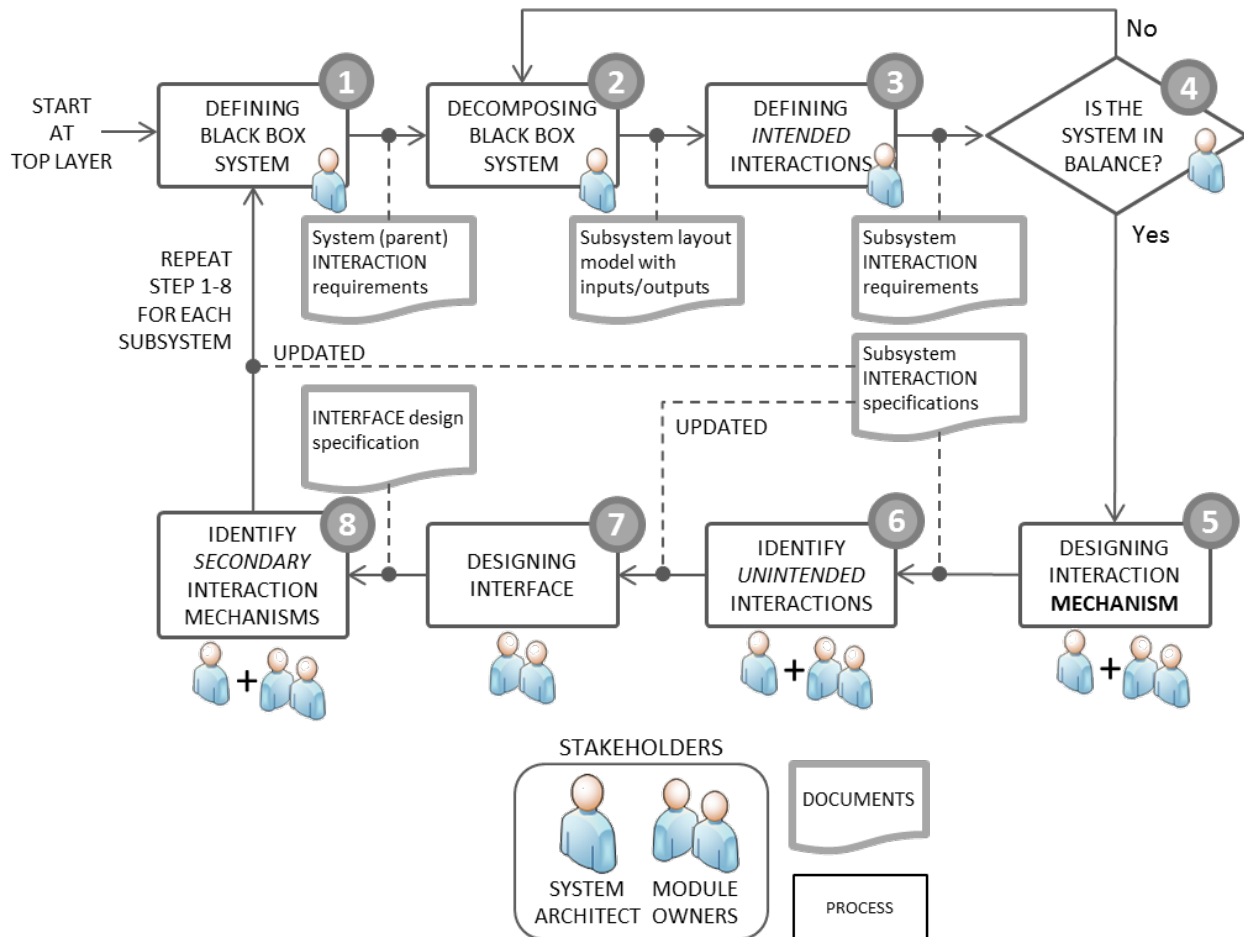 No
1
2
3
4
START
AT
TOP LAYER
DEFINING
BLACK BOX
SYSTEM
DECOMPOSING
BLACK BOX
SYSTEM
DEFINING
INTENDED
INTERACTIONS
IS THE
SYSTEM IN
BALANCE?
System (parent)
INTERACTION
requirements
Subsystem layout
model with
inputs/outputs
Subsystem
INTERACTION
requirements
Yes
REPEAT
STEP 1-8
FOR EACH
SUBSYSTEM
UPDATED
Subsystem
INTERACTION
specifications
INTERFACE design
specification
UPDATED
8
7
6
5
IDENTIFY
SECONDARY
INTERACTION
MECHANISMS
DESIGNING
INTERFACE
IDENTIFY
UNINTENDED
INTERACTIONS
DESIGNING
INTERACTION
MECHANISM
+
+
+
STAKEHOLDERS
SYSTEM
ARCHITECT
MODULE
OWNERS
DOCUMENTS
PROCESS